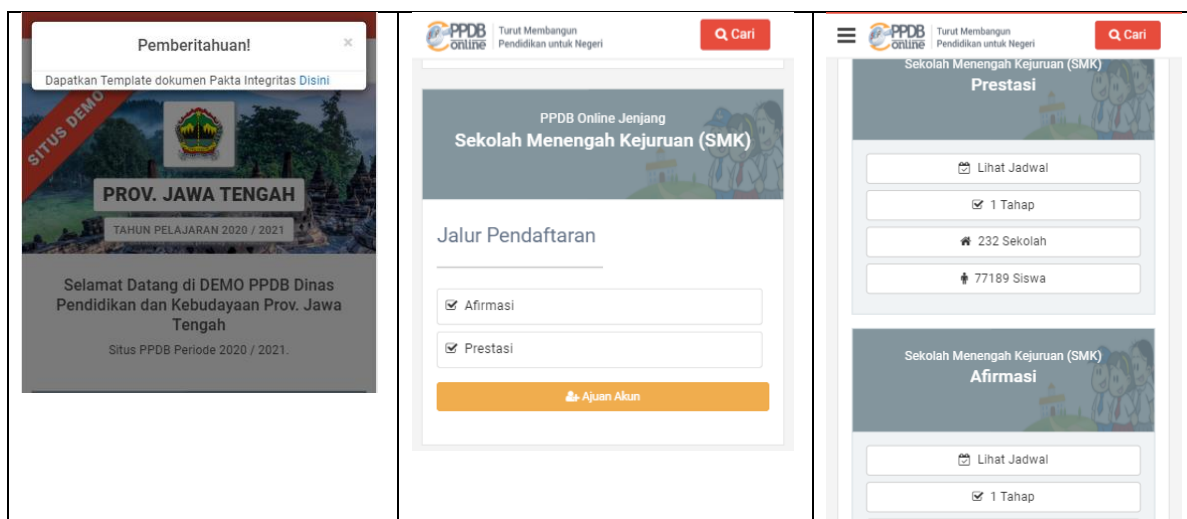 Pemberitahuan! ×
Dapatkan Template dokumen Pakta Integritas Disini
SITUS DEMO
PROV. JAWA TENGAH
TAHUN PELAJARAN 2020 / 2021
Selamat Datang di DEMO PPDB Dinas
Pendidikan dan Kebudayaan Prov. Jawa
Tengah
Situs PPDB Periode 2020 / 2021.
PPDB
online
Turut Membangun
Pendidikan untuk Negeri
Cari
PPDB Online Jenjang
Sekolah Menengah Kejuruan (SMK)
Jalur Pendaftaran
Afirmasi
Prestasi
Ajuan Akun
PPDB
online
Turut Membangun
Pendidikan untuk Negeri
Cari
Sekolah Menengah Kejuruan (SMK)
Prestasi
Lihat Jadwal
1 Tahap
232 Sekolah
77189 Siswa
Sekolah Menengah Kejuruan (SMK)
Afirmasi
Lihat Jadwal
1 Tahap